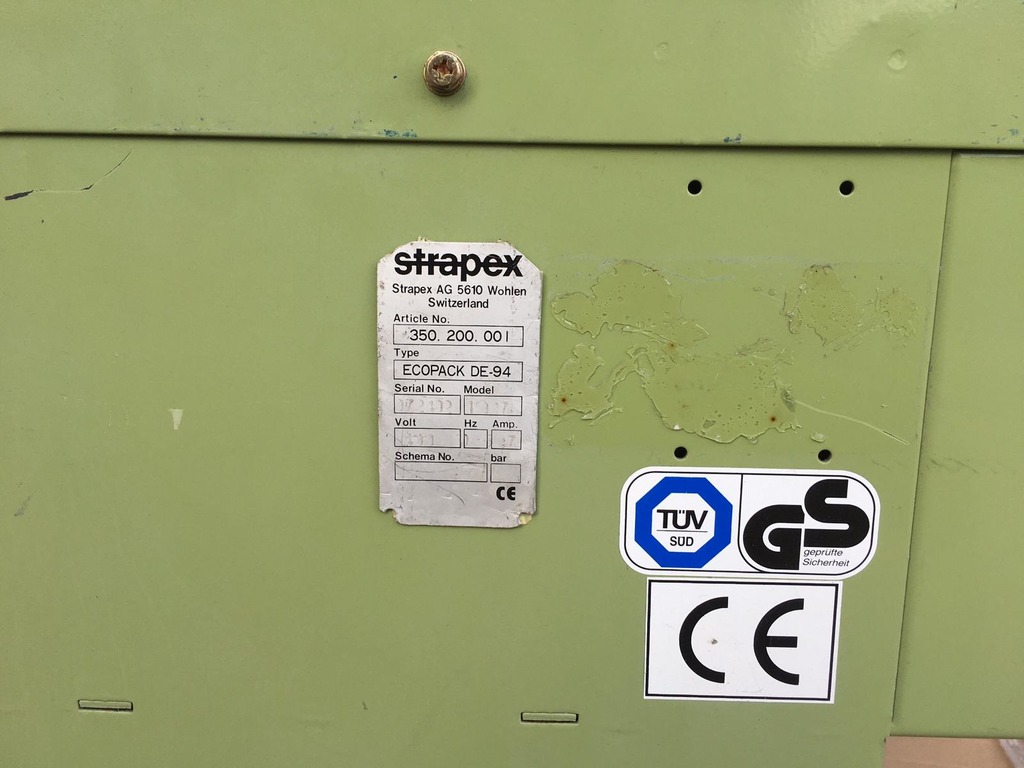 strapex
Strapex AG 5610 Wohlen
Switzerland
Article No.
350. 200. 001
Type
ECOPACK DE-94
Serial No. Model
Volt Hz Amp.
Schema No. bar
CE
TÜV
SÜD
GS
geprüfte
Sicherheit
CE